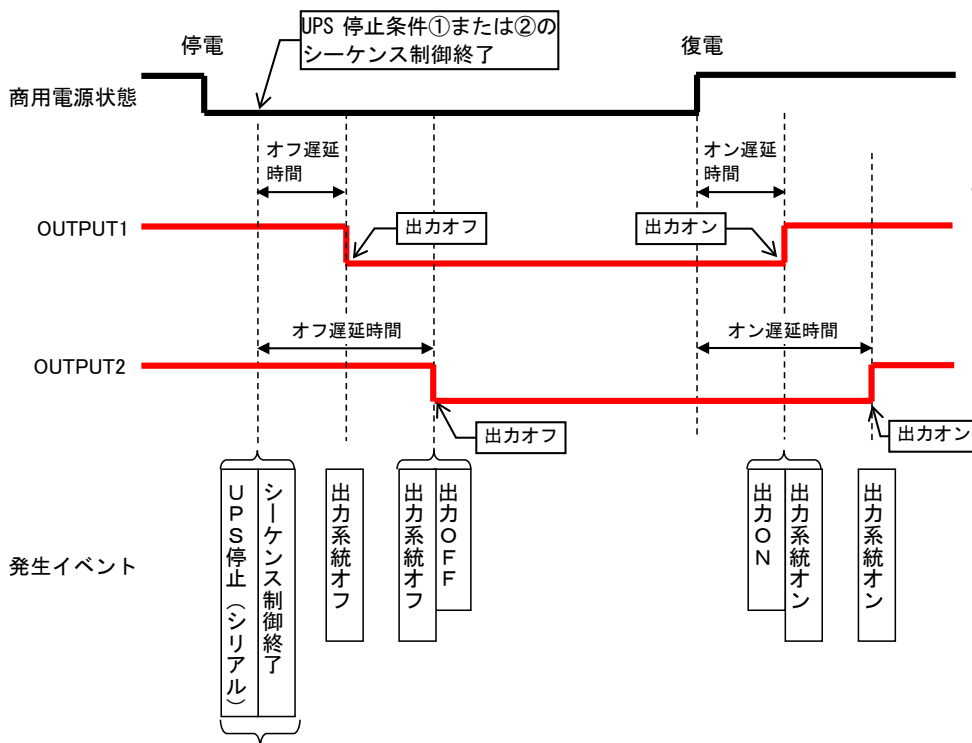 UPS 停止条件①または②の
シーケンス制御終了
停電
復電
商用電源状態
オフ遅延
時間
オン遅延
時間
OUTPUT1
出力オフ
出力オン
オフ遅延時間
オン遅延時間
OUTPUT2
出力オフ
出力オン
発生イベント
UPS停止（シリアル）
シーケンス制御終了
出力系統オフ
出力系統オフ
出力OFF
出力ON
出力系統オン
出力系統オン